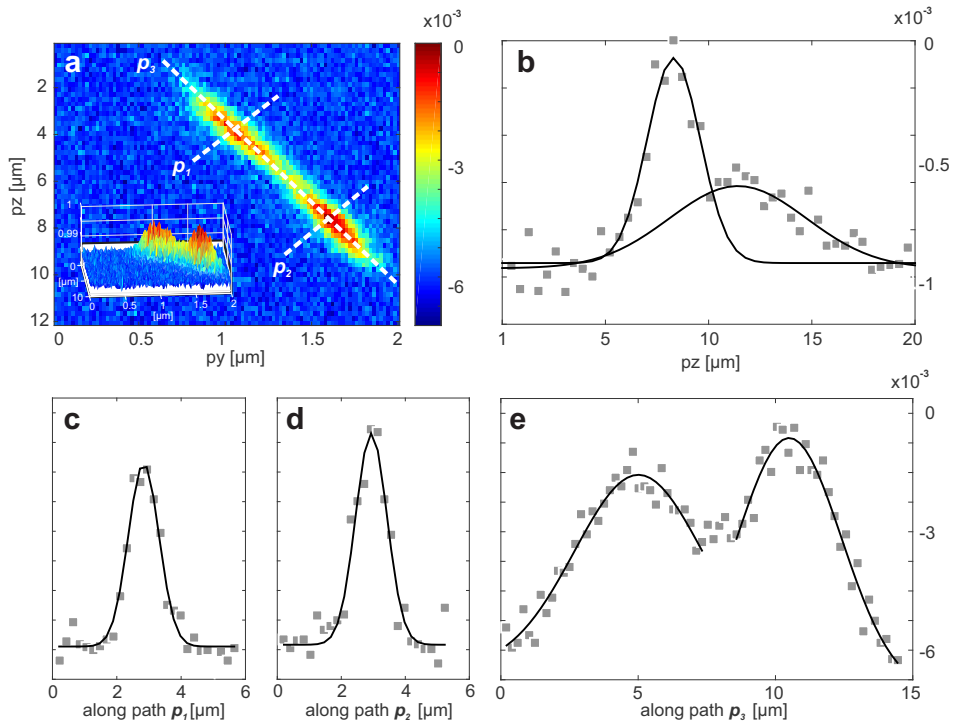 x10⁻³
a
p₃
p₁
p₂
2
4
6
8
10
12
pz [µm]
0
0.5
1.0
1.5
2
py [µm]
0
-3
-6
1
0.99
0
[µm]
10
0
0.5
1
1.5
2
[µm]
x10⁻³
b
0
-0.5
-1
1
5
10
15
20
pz [µm]
c
0
2
4
6
along path p₁[µm]
d
0
2
4
6
along path p₂ [µm]
x10⁻³
e
0
-3
-6
0
5
10
15
along path p₃ [µm]